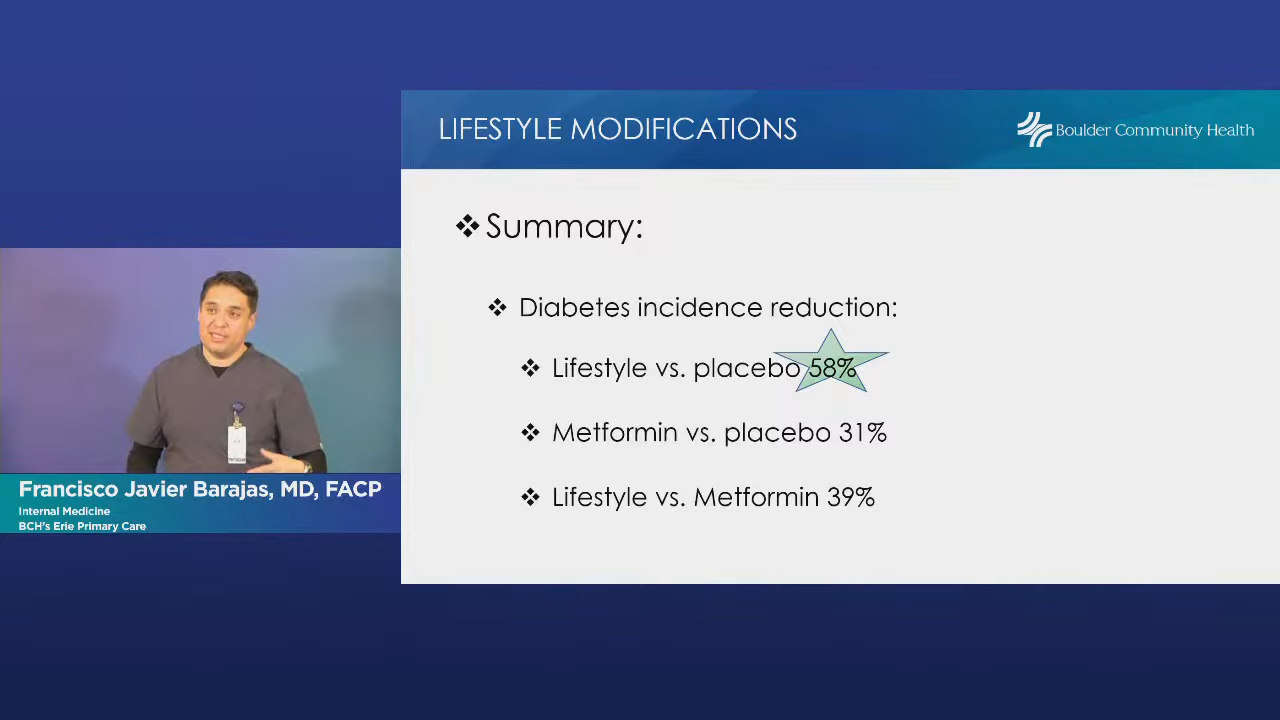 LIFESTYLE MODIFICATIONS
Boulder Community Health
Summary:
Diabetes incidence reduction:
Lifestyle vs. placebo 58%
Metformin vs. placebo 31%
Lifestyle vs. Metformin 39%
Francisco Javier Barajas, MD, FACP
Internal Medicine
BCH's Erie Primary Care